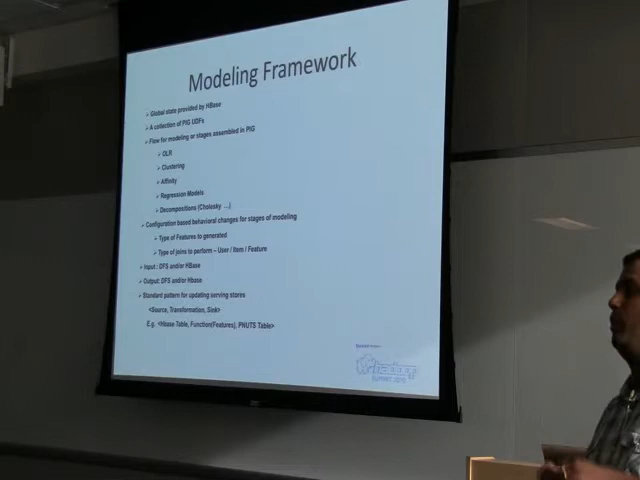 Modeling Framework
Global state provided by HBase
A collection of PIG UDFs
Flow for modeling or stages assembled in PIG
OLR
Clustering
Affinity
Regression Models
Decompositions (Cholosky ...)
Configuration based behavioral changes for stages of modeling
Type of Features to generated
Type of joins to perform – User / Item / Feature
Input : DFS and/or HBase
Output: DFS and/or Hbase
Standard pattern for updating serving stores
<Source, Transformation, Sink>
E.g. <Hbase Table, Function(Features), PNUTS Table>
SUMMIT 2010